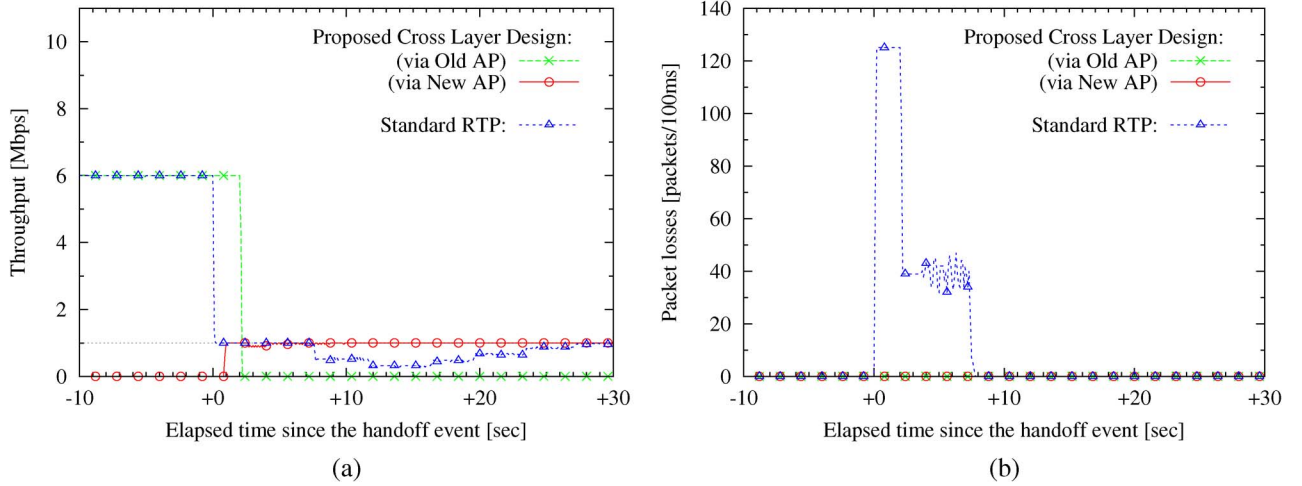 10
8
6
4
2
1
0
Throughput [Mbps]
Proposed Cross Layer Design:
(via Old AP)
(via New AP)
Standard RTP:
-10
+0
+10
+20
+30
Elapsed time since the handoff event [sec]
(a)
140
120
100
80
60
40
20
0
Packet losses [packets/100ms]
Proposed Cross Layer Design:
(via Old AP)
(via New AP)
Standard RTP:
-10
+0
+10
+20
+30
Elapsed time since the handoff event [sec]
(b)